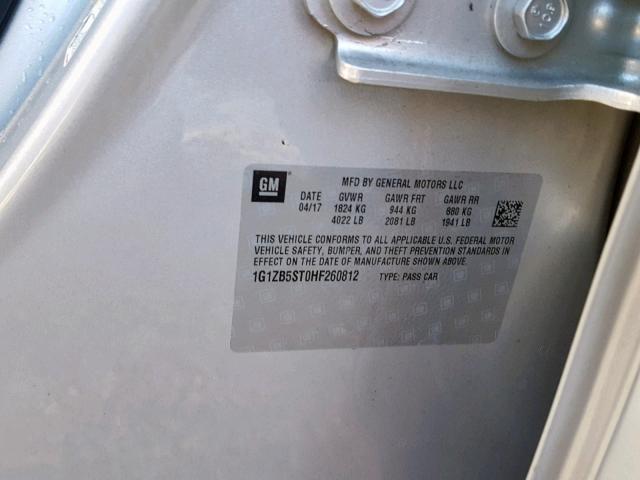 GM
MFD BY GENERAL MOTORS LLC
DATE GVWR GAWR FRT GAWR RR
04/17 1824 KG 944 KG 880 KG
4022 LB 2081 LB 1941 LB
THIS VEHICLE CONFORMS TO ALL APPLICABLE U.S. FEDERAL MOTOR
VEHICLE SAFETY, BUMPER, AND THEFT PREVENTION STANDARDS IN
EFFECT ON THE DATE OF MANUFACTURE SHOWN ABOVE.
1G1ZB5ST0HF260812 TYPE: PASS CAR